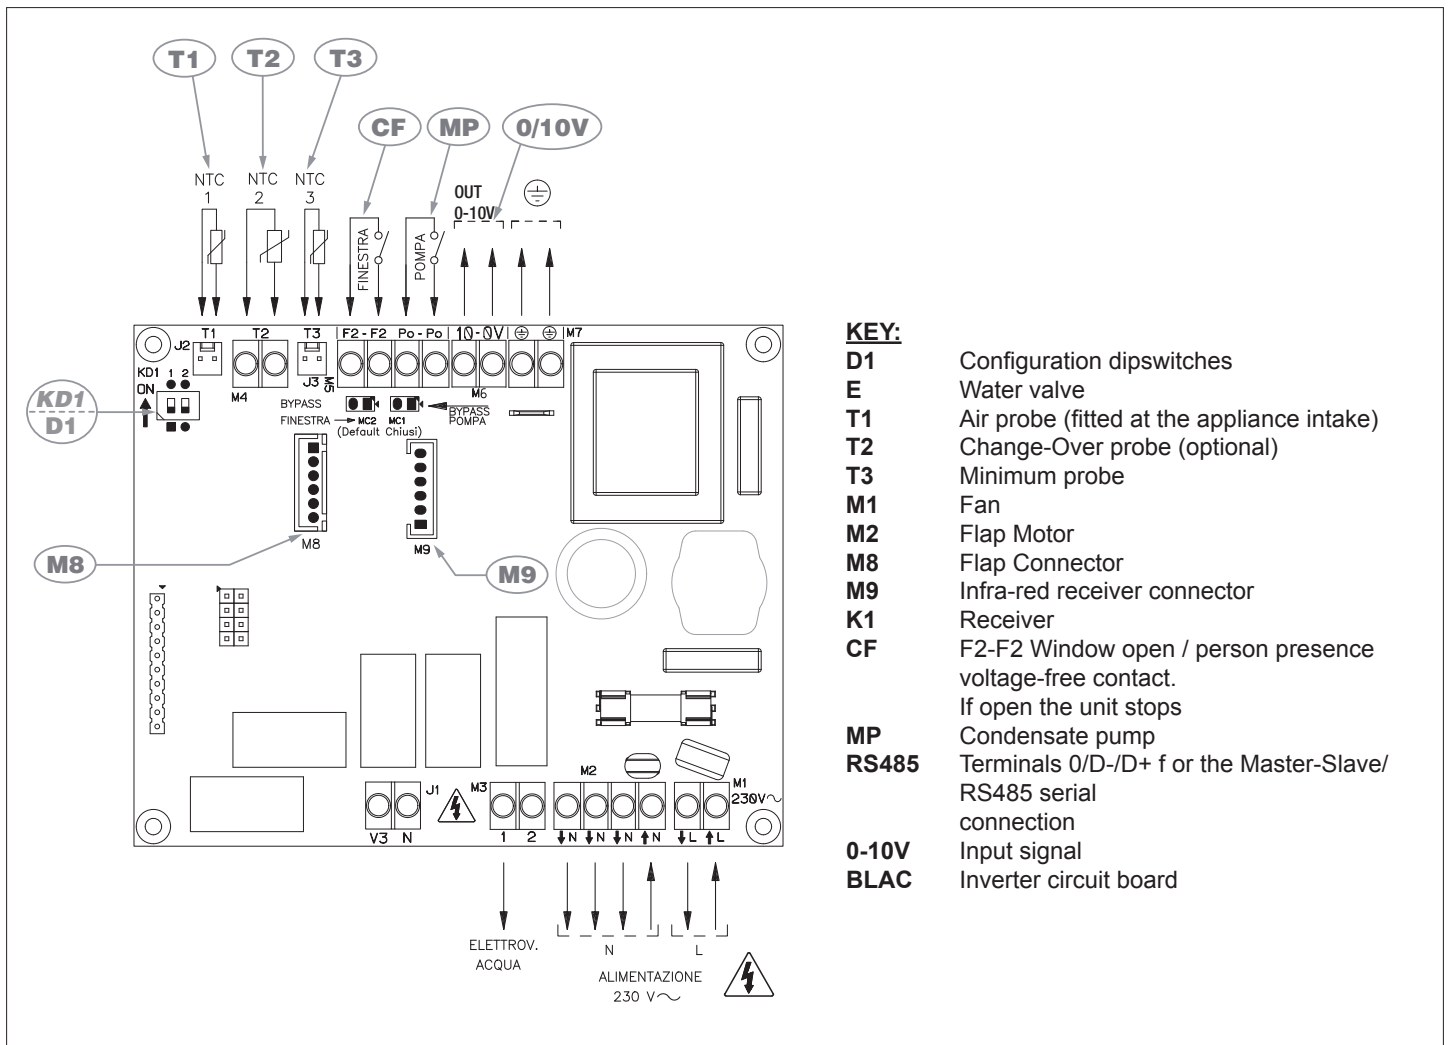 T1 T2 T3
CF MP 0/10V
NTC NTC NTC
1 2 3
OUT
0-10V
FINESTRA
POMPA
T1 T2 T3 F2 - F2 Po - Po 10-0V M7
J2
KD1 1 2
ON
KD1
D1
M4
J3
M5
M6
BYPASS
FINESTRA MC2 MC1
(Default Chiusi)
BYPASS
POMPA
M8
M9
M8
M9
J1
M3
M2
M1
230V~
V3 N
1 2
N N N N
L L
ELETTROV.
ACQUA
N
L
ALIMENTAZIONE
230 V~
KEY:
D1 Configuration dipswitches
E Water valve
T1 Air probe (fitted at the appliance intake)
T2 Change-Over probe (optional)
T3 Minimum probe
M1 Fan
M2 Flap Motor
M8 Flap Connector
M9 Infra-red receiver connector
K1 Receiver
CF F2-F2 Window open / person presence
voltage-free contact.
If open the unit stops
MP Condensate pump
RS485 Terminals 0/D-/D+ f or the Master-Slave/
RS485 serial
connection
0-10V Input signal
BLAC Inverter circuit board